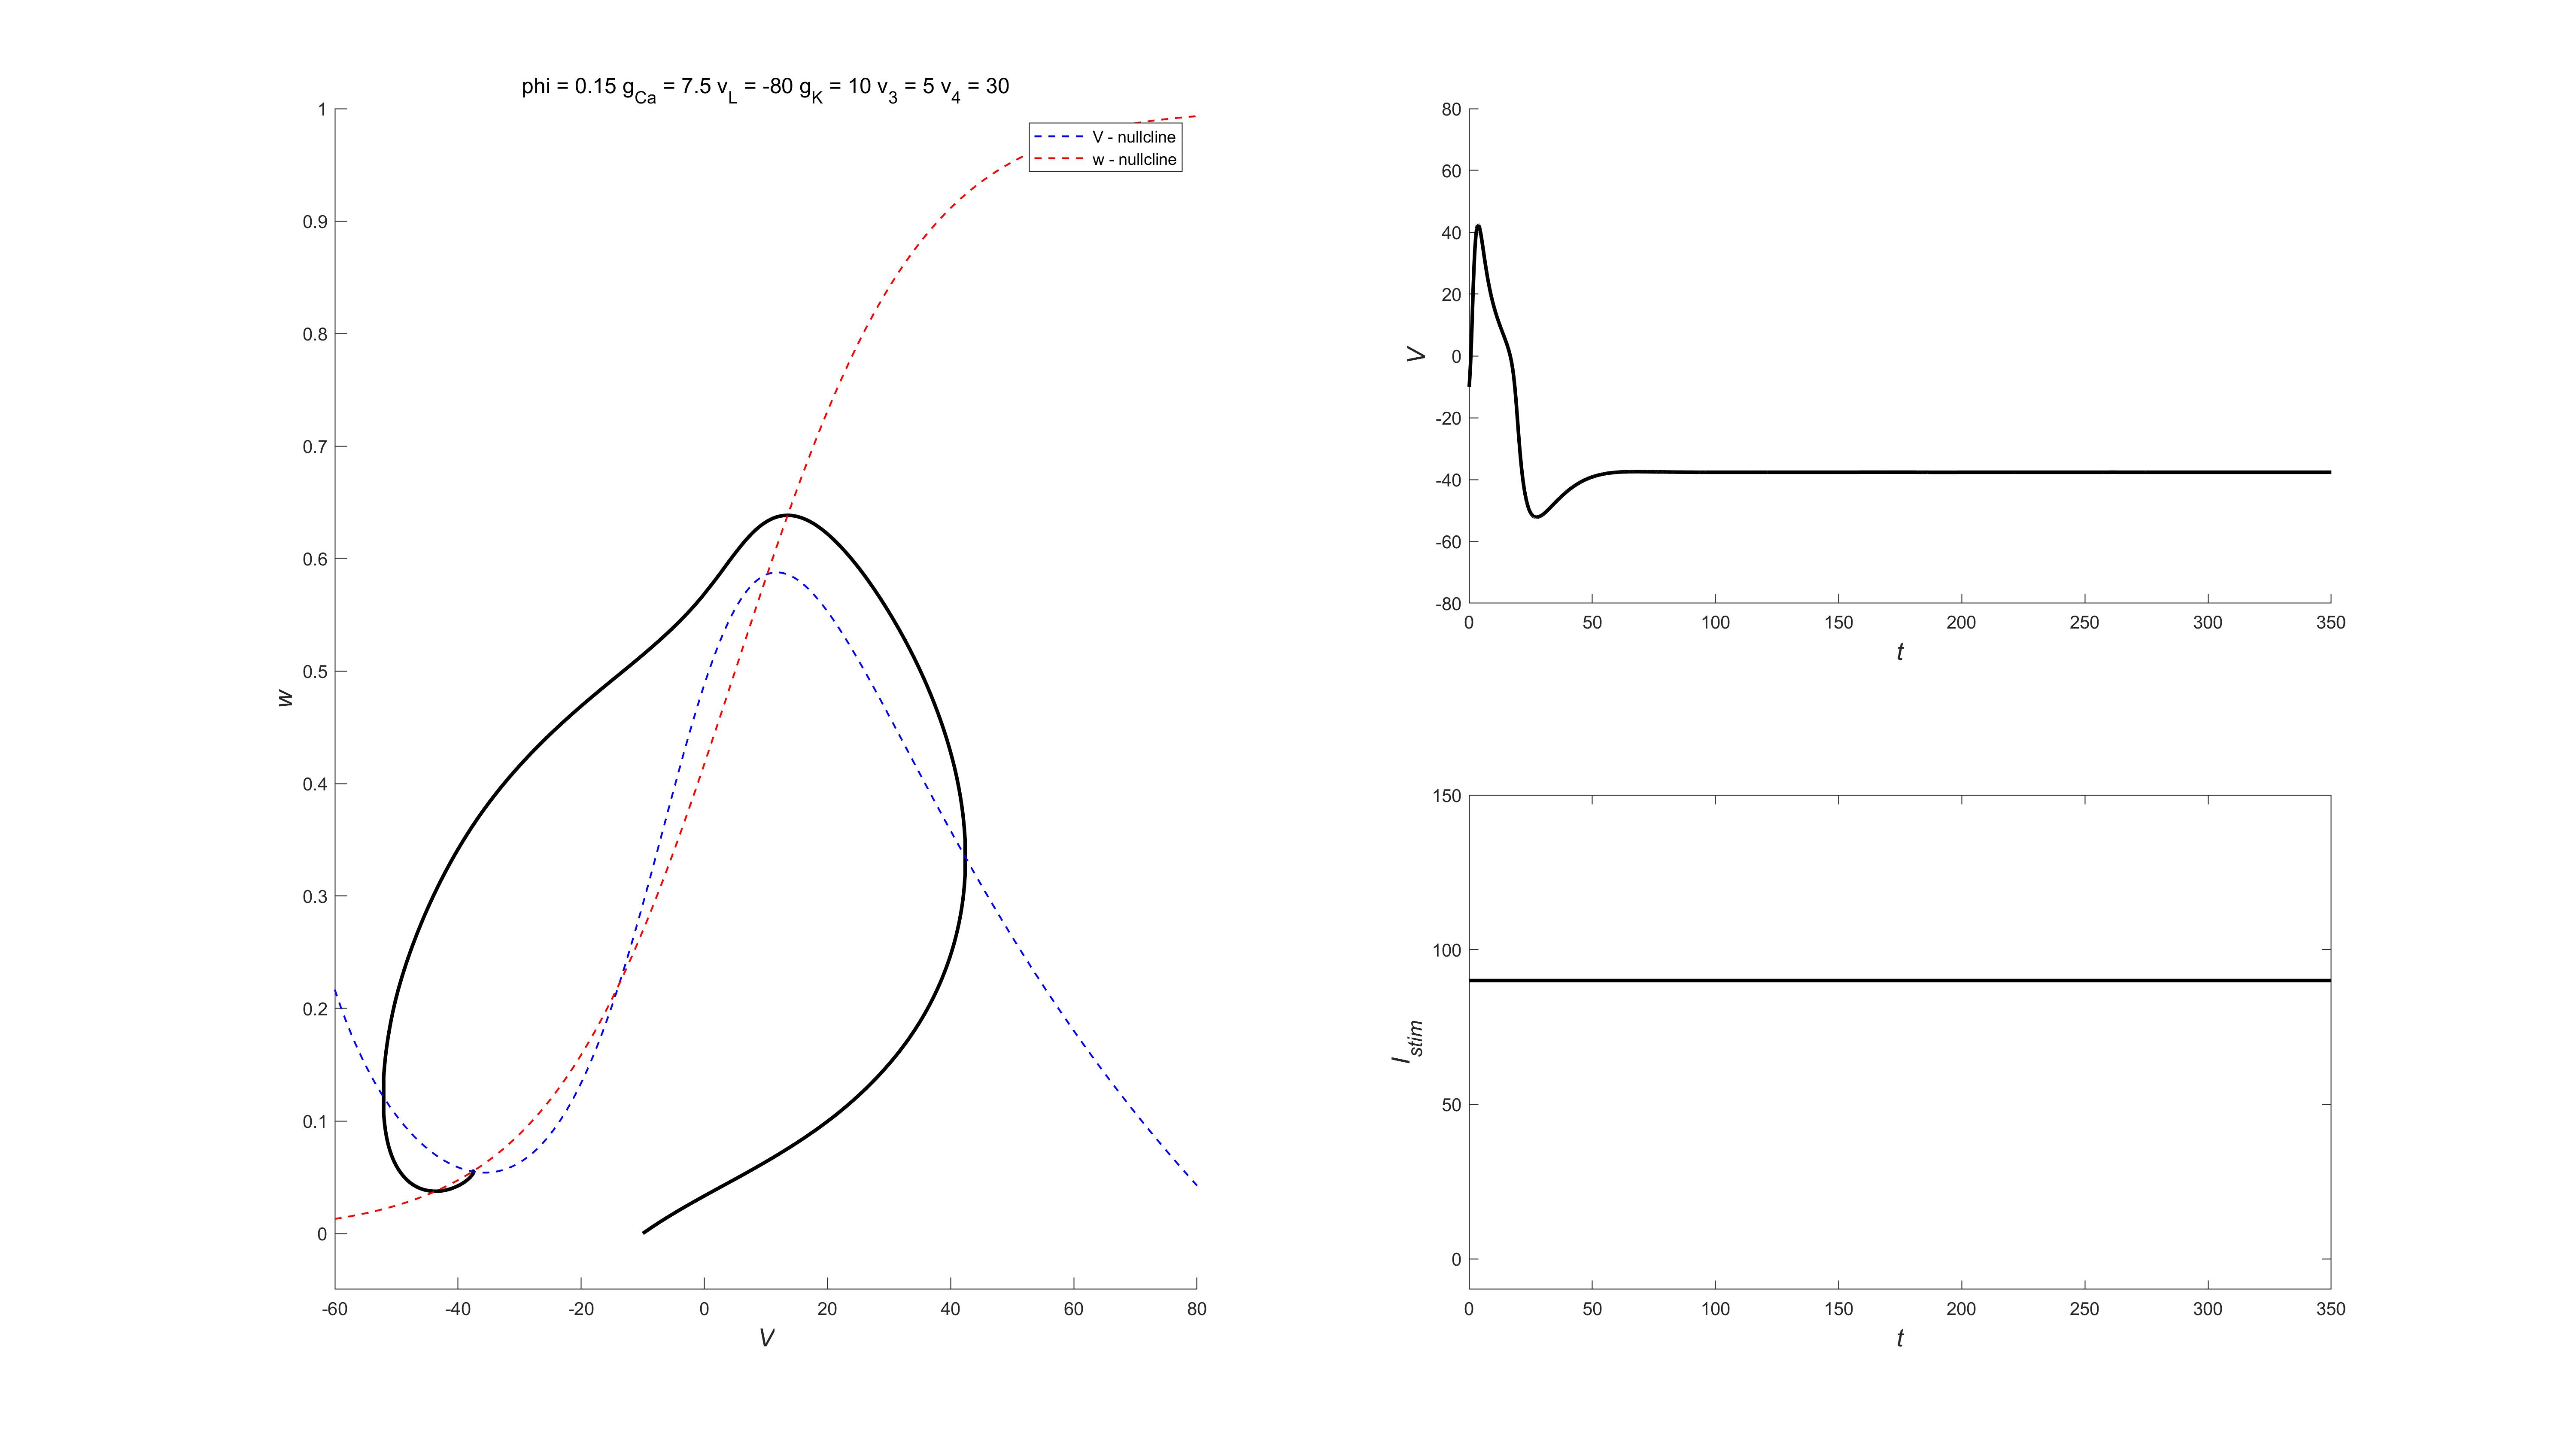 phi = 0.15 g_Ca = 7.5 v_L = -80 g_K = 10 v_3 = 5 v_4 = 30
V - nullcline
w - nullcline
1
0.9
0.8
0.7
0.6
0.5
0.4
0.3
0.2
0.1
0
w
-60 -40 -20 0 20 40 60 80
V
80
60
40
20
0
-20
-40
-60
-80
V
0 50 100 150 200 250 300 350
t
150
100
50
0
I_stim
0 50 100 150 200 250 300 350
t